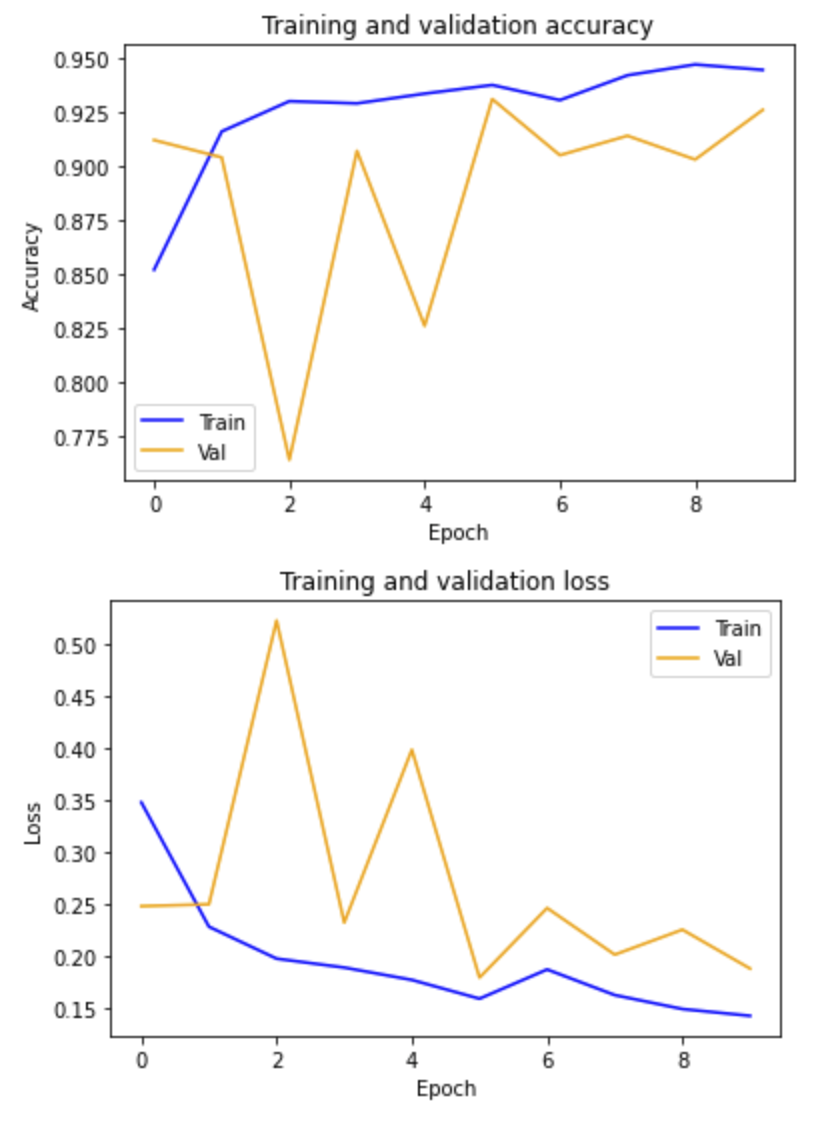 Training and validation accuracy
0.950
0.925
0.900
0.875
0.850
0.825
0.800
0.775
Accuracy
Train
Val
0 2 4 6 8
Epoch
Training and validation loss
0.50
0.45
0.40
0.35
0.30
0.25
0.20
0.15
Loss
Train
Val
0 2 4 6 8
Epoch